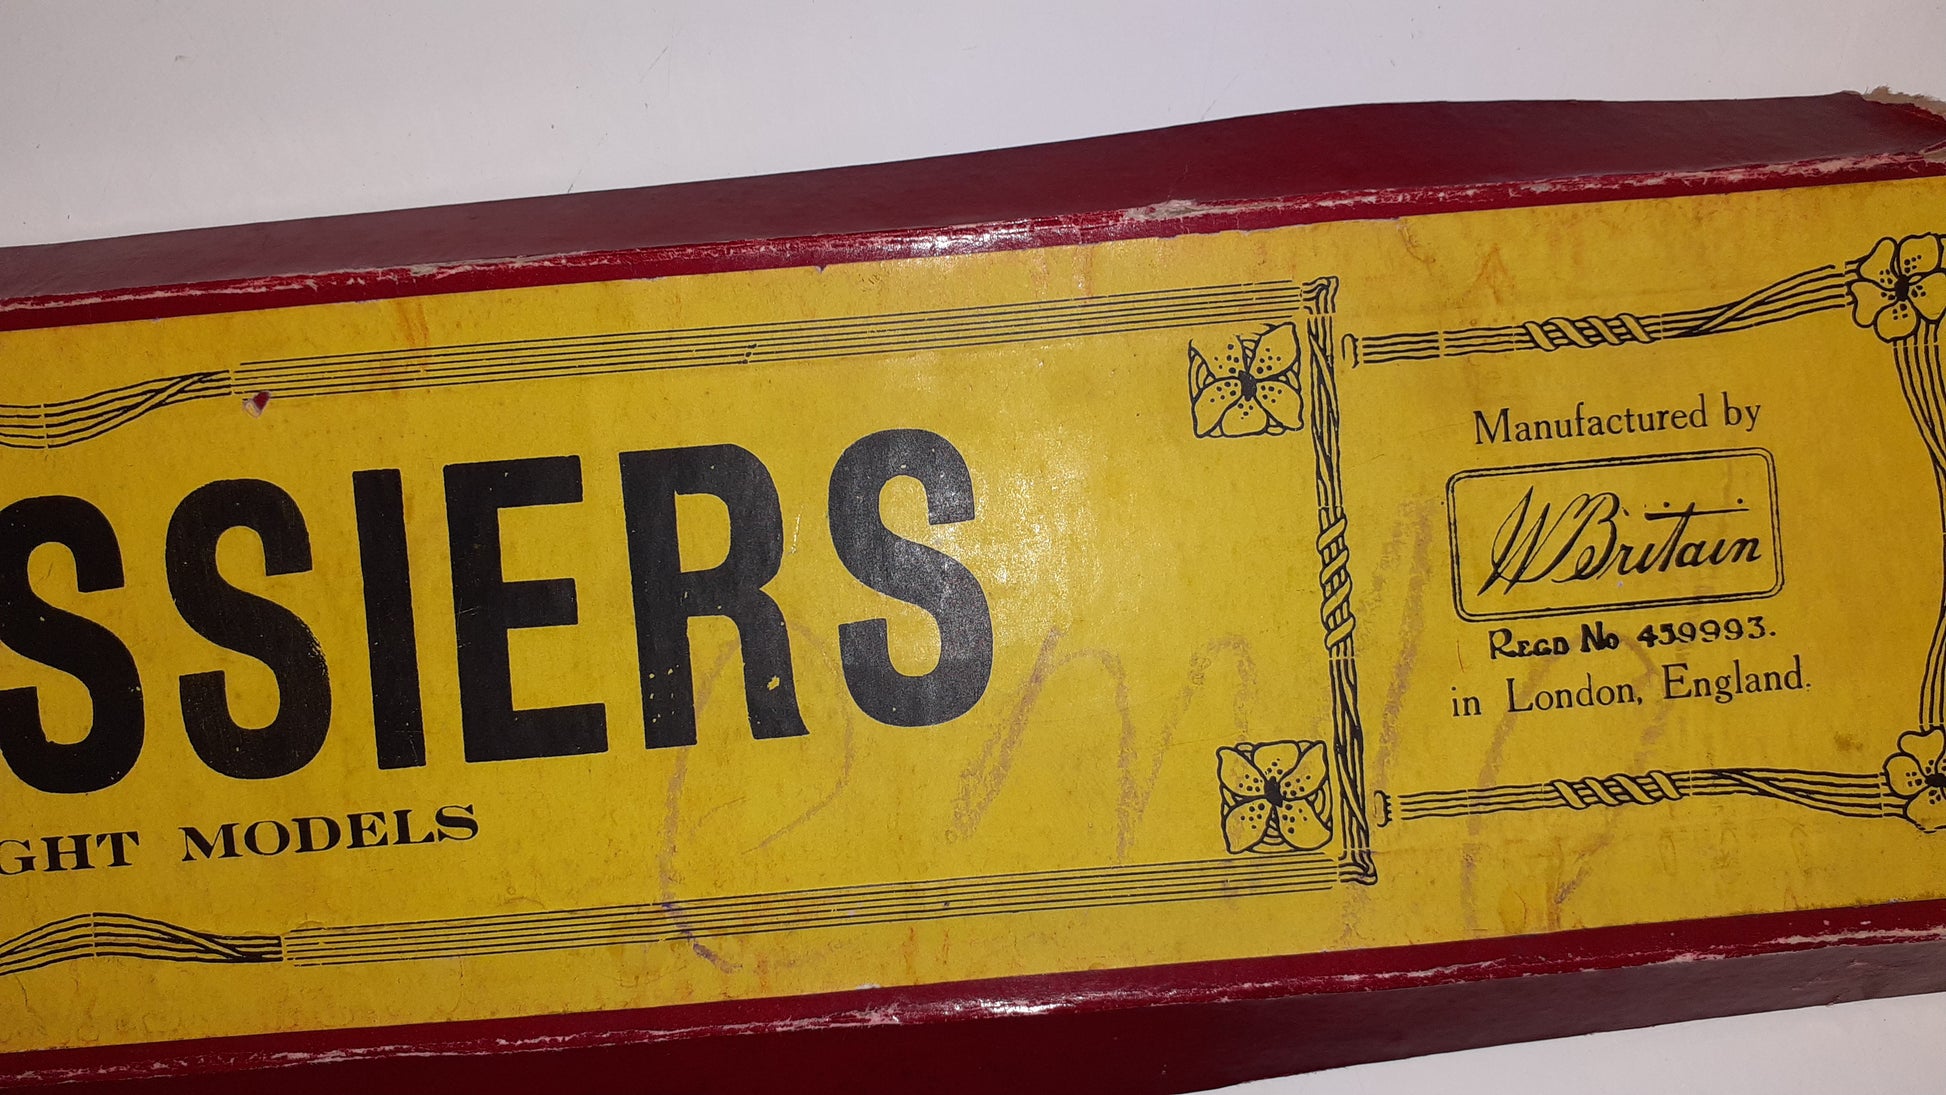 SSIERS
GHT MODELS
Manufactured by
W Britain
REGD No 459993.
in London, England.